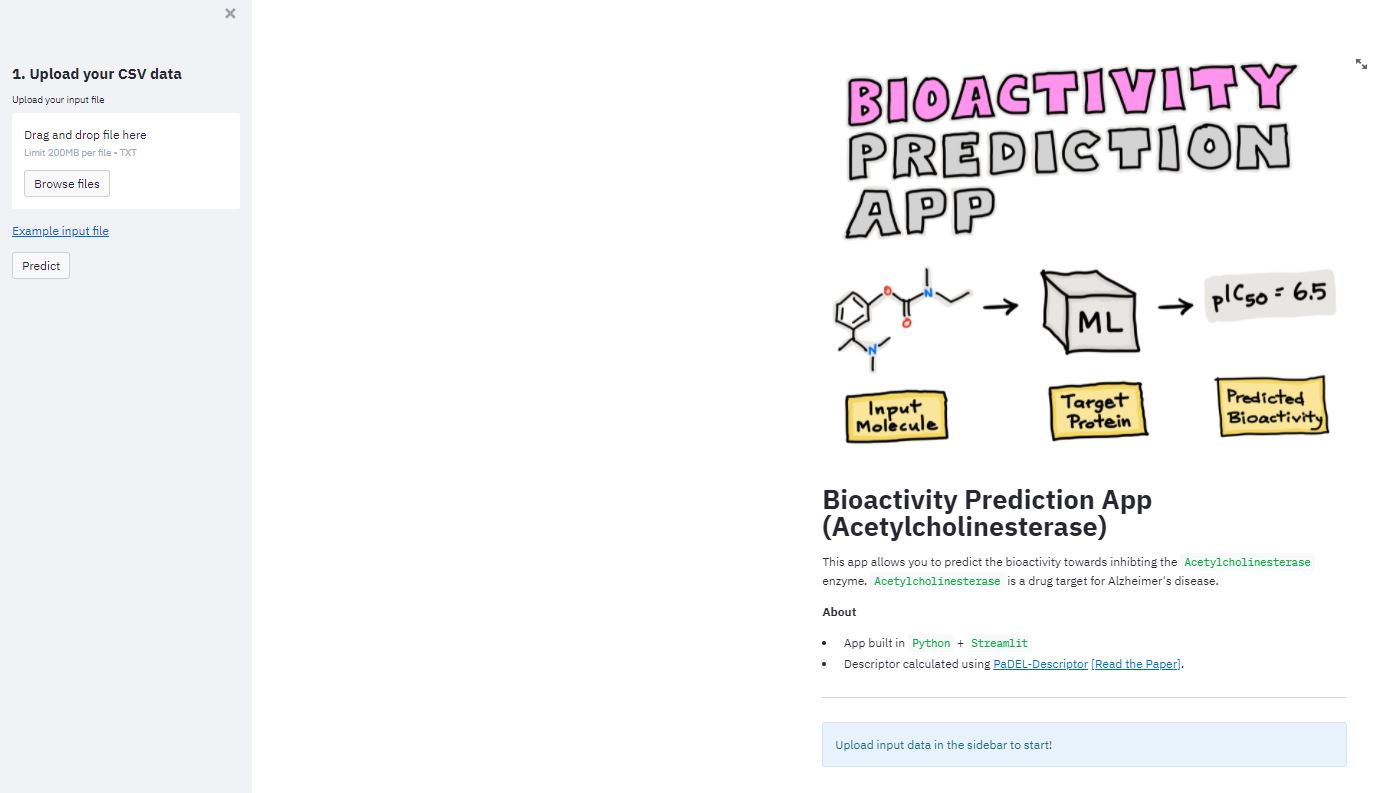 1. Upload your CSV data
Upload your input file
Drag and drop file here
Limit 200MB per file • TXT
Browse files
Example input file
Predict
BIOACTIVITY
PREDICTION
APP
O
N
O
N
ML
pIC50 = 6.5
Input
Molecule
Target
Protein
Predicted
Bioactivity
Bioactivity Prediction App
(Acetylcholinesterase)
This app allows you to predict the bioactivity towards inhibting the Acetylcholinesterase
enzyme. Acetylcholinesterase is a drug target for Alzheimer's disease.
About
• App built in Python + Streamlit
• Descriptor calculated using PaDEL-Descriptor [Read the Paper].
Upload input data in the sidebar to start!